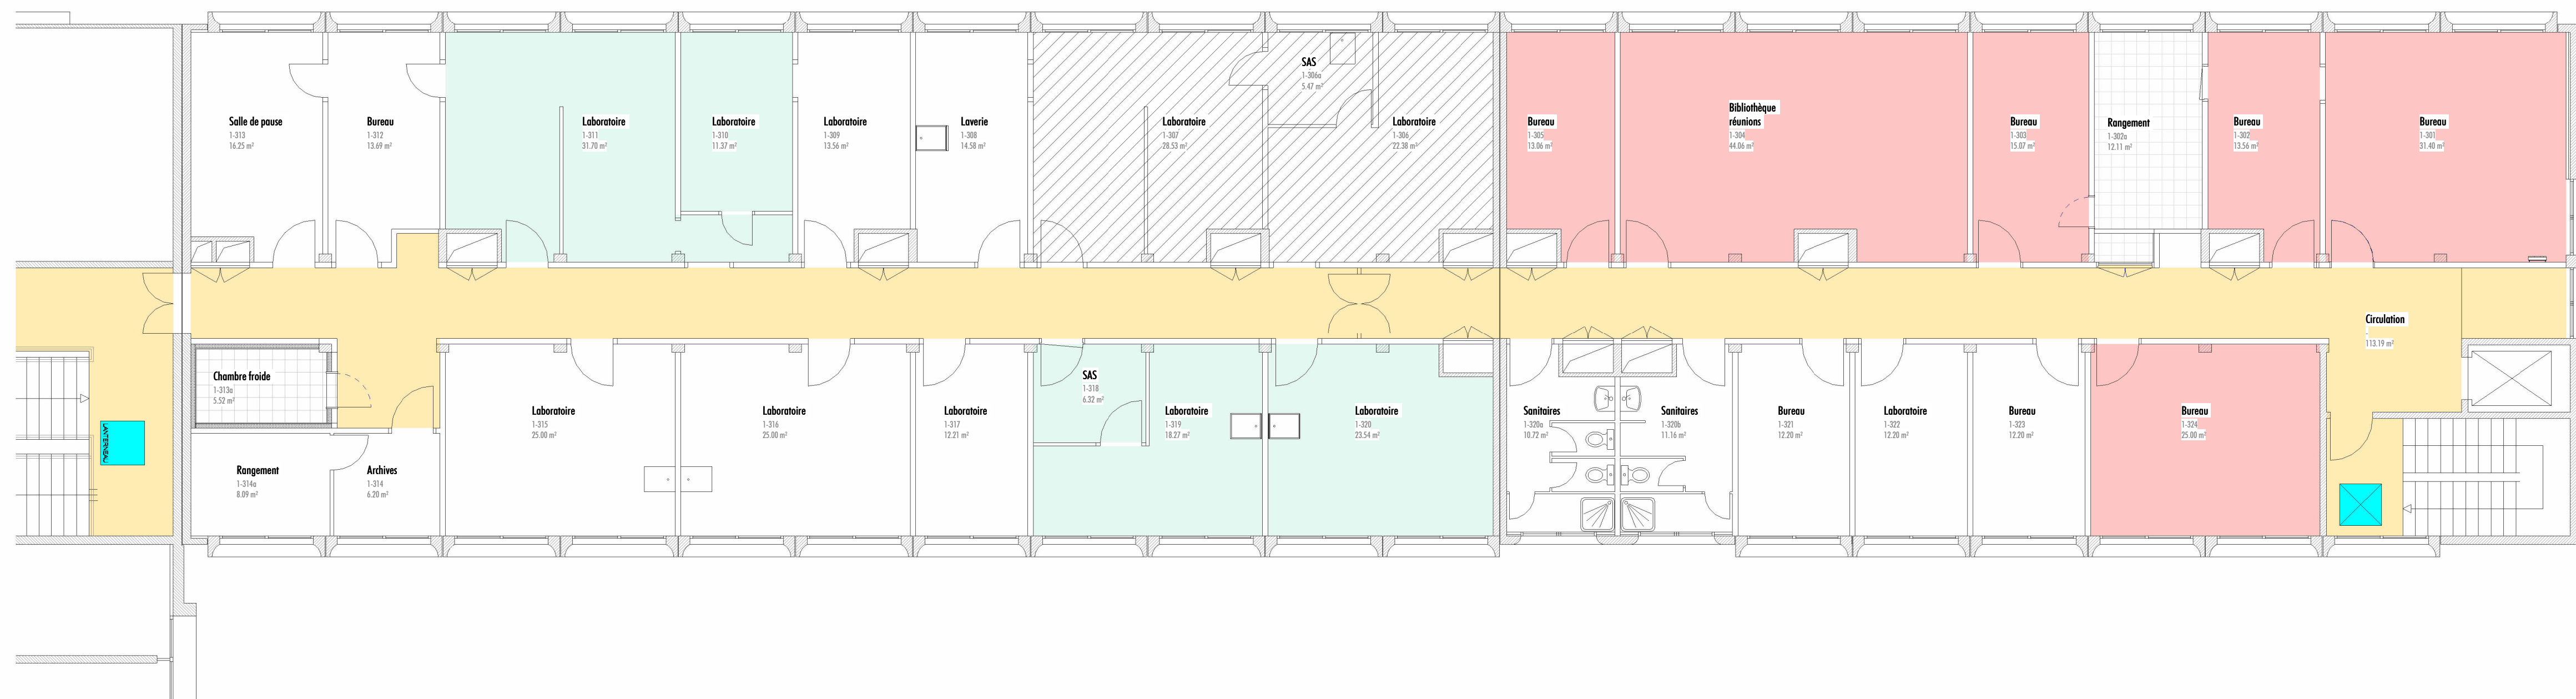 Salle de pause
1-313
16.25 m²
Bureau
1-312
13.69 m²
Laboratoire
1-311
31.70 m²
Laboratoire
1-310
11.37 m²
Laboratoire
1-309
13.56 m²
Laverie
1-308
14.58 m²
Laboratoire
1-307
28.53 m²
SAS
1-306a
5.47 m²
Laboratoire
1-306
22.38 m²
Bureau
1-305
13.06 m²
Bibliothèque
réunions
1-304
44.06 m²
Bureau
1-303
15.07 m²
Rangement
1-302a
12.11 m²
Bureau
1-302
13.56 m²
Bureau
1-301
31.40 m²
Circulation
-
113.19 m²
Chambre froide
1-313a
5.52 m²
LANTERNEAU
Rangement
1-314a
8.09 m²
Archives
1-314
6.20 m²
Laboratoire
1-315
25.00 m²
Laboratoire
1-316
25.00 m²
Laboratoire
1-317
12.21 m²
SAS
1-318
6.32 m²
Laboratoire
1-319
18.27 m²
Laboratoire
1-320
23.54 m²
Sanitaires
1-320a
10.72 m²
Sanitaires
1-320b
11.16 m²
Bureau
1-321
12.20 m²
Laboratoire
1-322
12.20 m²
Bureau
1-323
12.20 m²
Bureau
1-324
25.00 m²